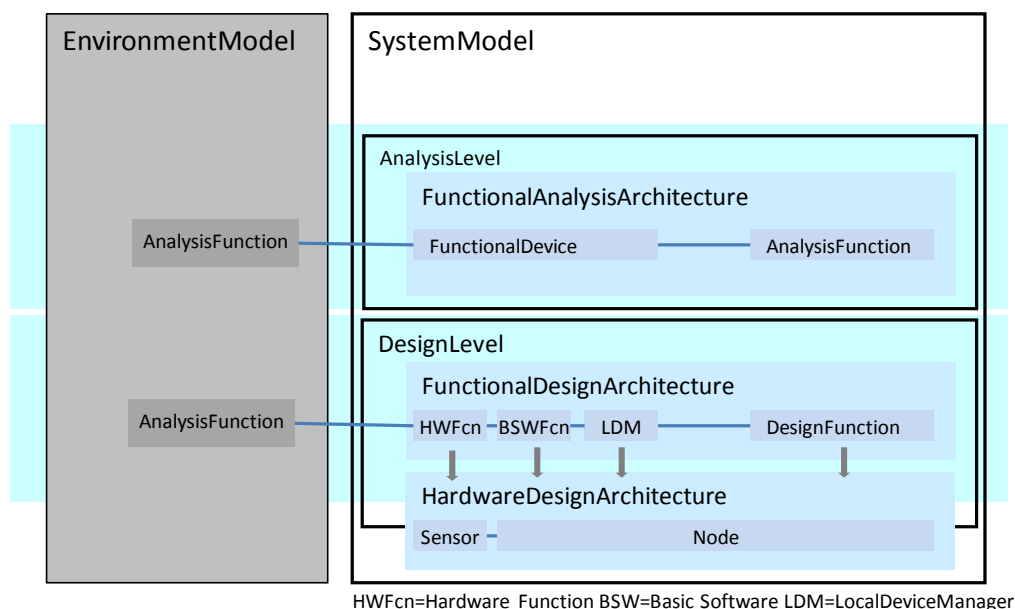 EnvironmentModel
SystemModel
AnalysisLevel
FunctionalAnalysisArchitecture
AnalysisFunction
FunctionalDevice
AnalysisFunction
DesignLevel
FunctionalDesignArchitecture
AnalysisFunction
HWFcn
BSWFcn
LDM
DesignFunction
HardwareDesignArchitecture
Sensor
Node
HWFcn=Hardware Function BSW=Basic Software LDM=LocalDeviceManager